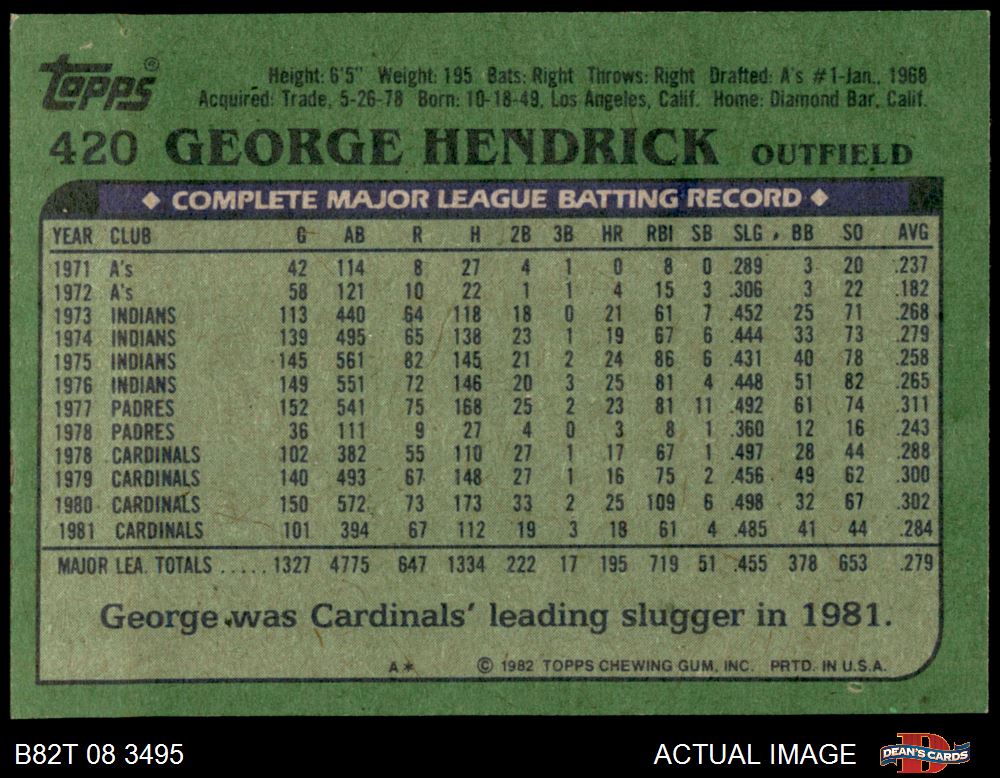 topps®
Height: 6'5" Weight: 195 Bats: Right Throws: Right Drafted: A's #1-Jan., 1968
Acquired: Trade, 5-26-78 Born: 10-18-49, Los Angeles, Calif. Home: Diamond Bar, Calif.
420 GEORGE HENDRICK OUTFIELD
◆ COMPLETE MAJOR LEAGUE BATTING RECORD ◆
YEAR CLUB G AB R H 2B 3B HR RBI SB SLG. BB SO AVG
1971 A's 42 114 8 27 4 1 0 8 0 .289 3 20 .237
1972 A's 58 121 10 22 1 1 4 15 3 .306 3 22 .182
1973 INDIANS 113 440 64 118 18 0 21 61 7 .452 25 71 .268
1974 INDIANS 139 495 65 138 23 1 19 67 6 .444 33 73 .279
1975 INDIANS 145 561 82 145 21 2 24 86 6 .431 40 78 .258
1976 INDIANS 149 551 72 146 20 3 25 81 4 .448 51 82 .265
1977 PADRES 152 541 75 168 25 2 23 81 11 .492 61 74 .311
1978 PADRES 36 111 9 27 4 0 3 8 1 .360 12 16 .243
1978 CARDINALS 102 382 55 110 27 1 17 67 1 .497 28 44 .288
1979 CARDINALS 140 493 67 148 27 1 16 75 2 .456 49 62 .300
1980 CARDINALS 150 572 73 173 33 2 25 109 6 .498 32 67 .302
1981 CARDINALS 101 394 67 112 19 3 18 61 4 .485 41 44 .284
MAJOR LEA. TOTALS ..... 1327 4775 647 1334 222 17 195 719 51 .455 378 653 .279
George was Cardinals' leading slugger in 1981.
A* © 1982 TOPPS CHEWING GUM, INC. PRTD. IN U.S.A.
B82T 08 3495 ACTUAL IMAGE DEAN'S CARDS